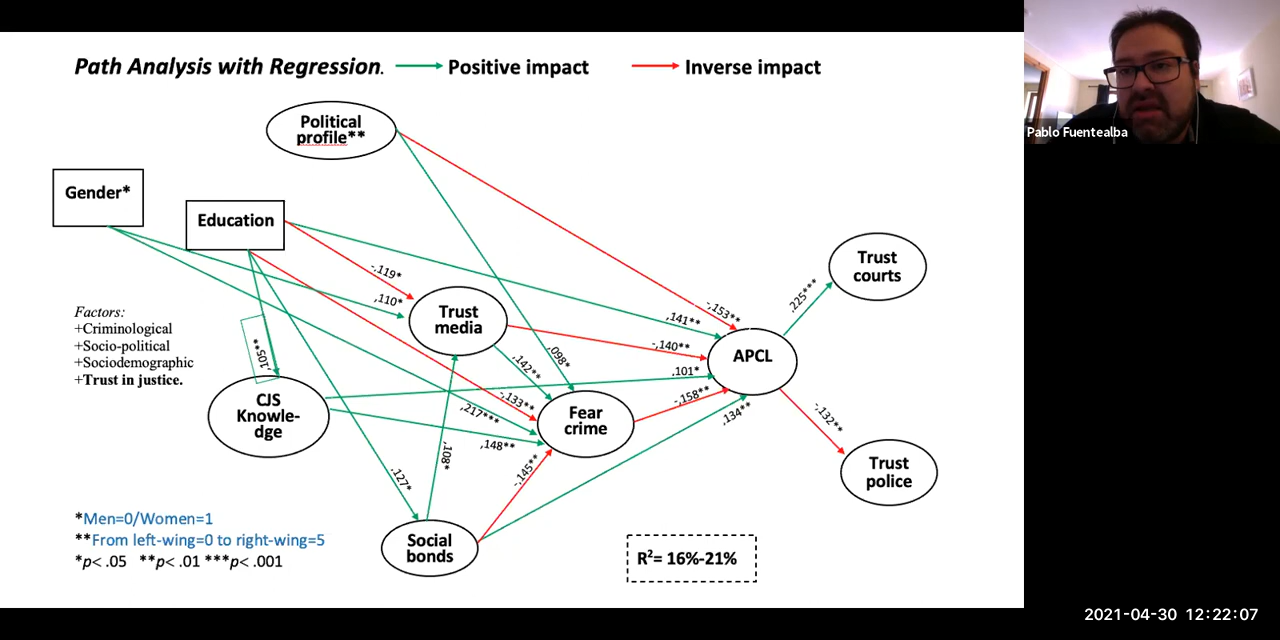 Path Analysis with Regression.
Positive impact
Inverse impact
Political
profile**
Gender*
Education
-,119*
,110*
Trust
media
Trust
courts
,225***
-,153**
,141**
-,140**
APCL
,101*
,098*
,142**
-,133**
,217***
,148**
Fear
crime
-,158**
,134**
-,132**
Factors:
+Criminological
+Socio-political
+Sociodemographic
+Trust in justice.
,105**
CJS
Knowle-
dge
,108*
-,145**
,127*
Trust
police
Social
bonds
*Men=0/Women=1
**From left-wing=0 to right-wing=5
*p< .05 **p< .01 ***p< .001
R²= 16%-21%
Pablo Fuentealba
2021-04-30 12:22:07